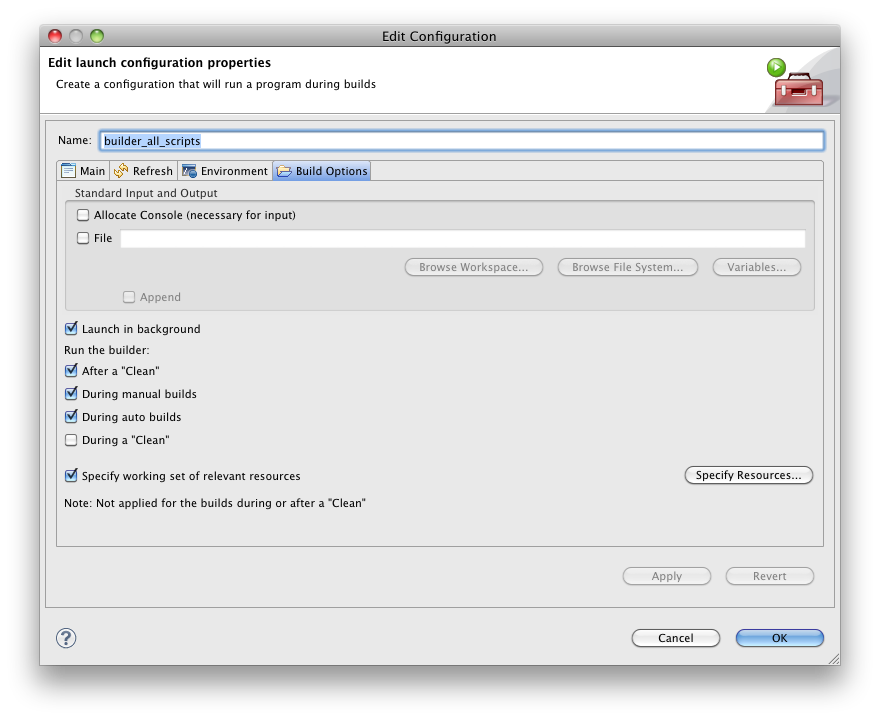 Edit Configuration
Edit launch configuration properties
Create a configuration that will run a program during builds
Name: builder_all_scripts
Main Refresh Environment Build Options
Standard Input and Output
Allocate Console (necessary for input)
File
Browse Workspace... Browse File System... Variables...
Append
Launch in background
Run the builder:
After a "Clean"
During manual builds
During auto builds
During a "Clean"
Specify working set of relevant resources Specify Resources...
Note: Not applied for the builds during or after a "Clean"
Apply Revert
? Cancel OK